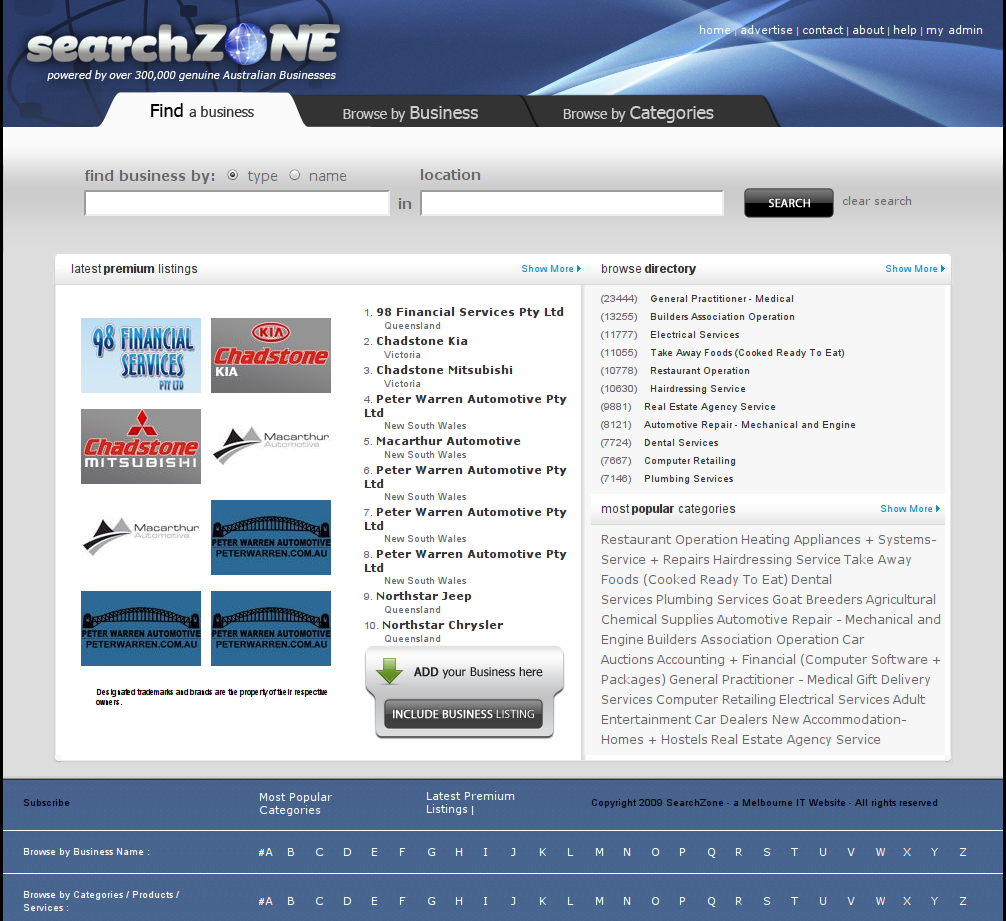 searchZONE
powered by over 300,000 genuine Australian Businesses
home | advertise | contact | about | help | my admin
Find a business
Browse by Business
Browse by Categories
find business by: type name
location
in
SEARCH
clear search
latest premium listings
Show More
98 FINANCIAL
SERVICES
PTY LTD
KIA
Chadstone
KIA
Chadstone
MITSUBISHI
Macarthur
Automotive
Macarthur
Automotive
PETER WARREN AUTOMOTIVE
PETERWARREN.COM.AU
PETER WARREN AUTOMOTIVE
PETERWARREN.COM.AU
PETER WARREN AUTOMOTIVE
PETERWARREN.COM.AU
Designated trademarks and brands are the property of their respective
owners.
1. 98 Financial Services Pty Ltd
Queensland
2. Chadstone Kia
Victoria
3. Chadstone Mitsubishi
Victoria
4. Peter Warren Automotive Pty
Ltd
New South Wales
5. Macarthur Automotive
New South Wales
6. Peter Warren Automotive Pty
Ltd
New South Wales
7. Peter Warren Automotive Pty
Ltd
New South Wales
8. Peter Warren Automotive Pty
Ltd
New South Wales
9. Northstar Jeep
Queensland
10. Northstar Chrysler
Queensland
ADD your Business here
INCLUDE BUSINESS LISTING
browse directory
Show More
(23444) General Practitioner - Medical
(13255) Builders Association Operation
(11777) Electrical Services
(11055) Take Away Foods (Cooked Ready To Eat)
(10778) Restaurant Operation
(10630) Hairdressing Service
(9881) Real Estate Agency Service
(8121) Automotive Repair - Mechanical and Engine
(7724) Dental Services
(7667) Computer Retailing
(7146) Plumbing Services
most popular categories
Show More
Restaurant Operation Heating Appliances + Systems-
Service + Repairs Hairdressing Service Take Away
Foods (Cooked Ready To Eat) Dental
Services Plumbing Services Goat Breeders Agricultural
Chemical Supplies Automotive Repair - Mechanical and
Engine Builders Association Operation Car
Auctions Accounting + Financial (Computer Software +
Packages) General Practitioner - Medical Gift Delivery
Services Computer Retailing Electrical Services Adult
Entertainment Car Dealers New Accommodation-
Homes + Hostels Real Estate Agency Service
Subscribe
Most Popular
Categories
Latest Premium
Listings |
Copyright 2009 SearchZone - a Melbourne IT Website - All rights reserved
Browse by Business Name :
#A B C D E F G H I J K L M N O P Q R S T U V W X Y Z
Browse by Categories / Products /
Services :
#A B C D E F G H I J K L M N O P Q R S T U V W X Y Z